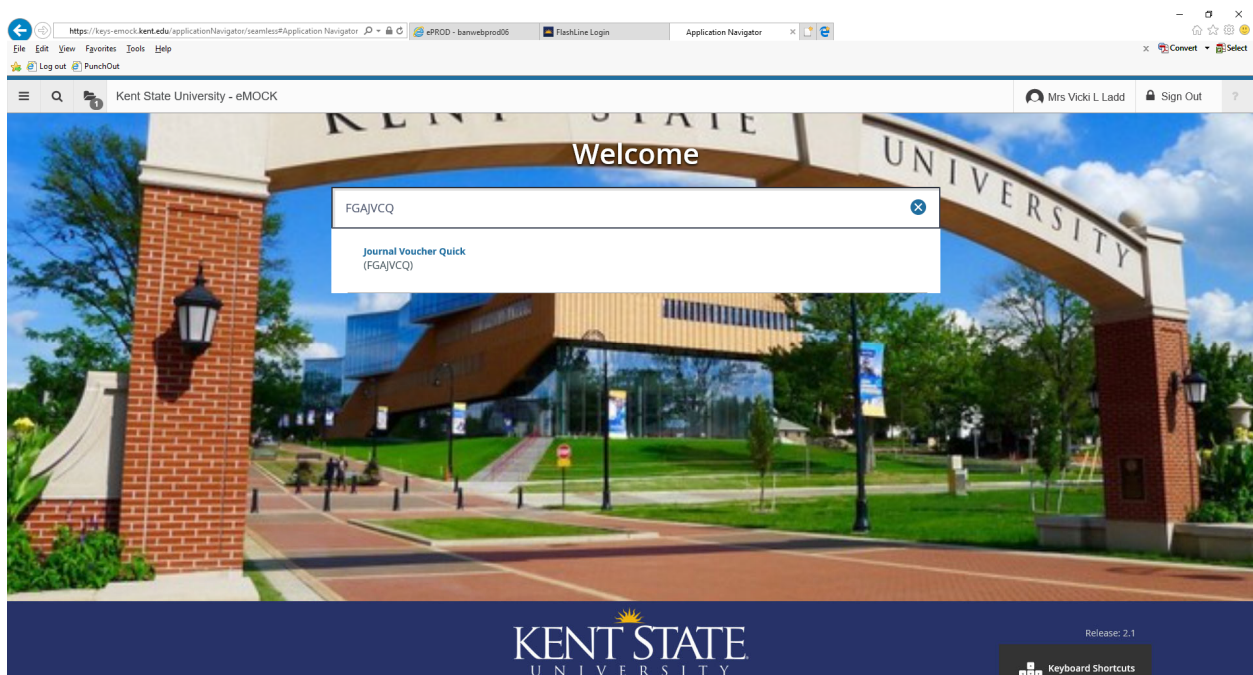 https://keys-emock.kent.edu/applicationNavigator/seamless#Application Navigator
ePROD - banwebprod06
FlashLine Login
Application Navigator
File Edit View Favorites Tools Help
x Convert Select
Log out PunchOut
1 Kent State University - eMOCK
Mrs Vicki L Ladd Sign Out ?
KENT STATE UNIVERSITY
Welcome
FGAJVCQ
Journal Voucher Quick
(FGAJVCQ)
KENT STATE
UNIVERSITY
Release: 2.1
Keyboard Shortcuts